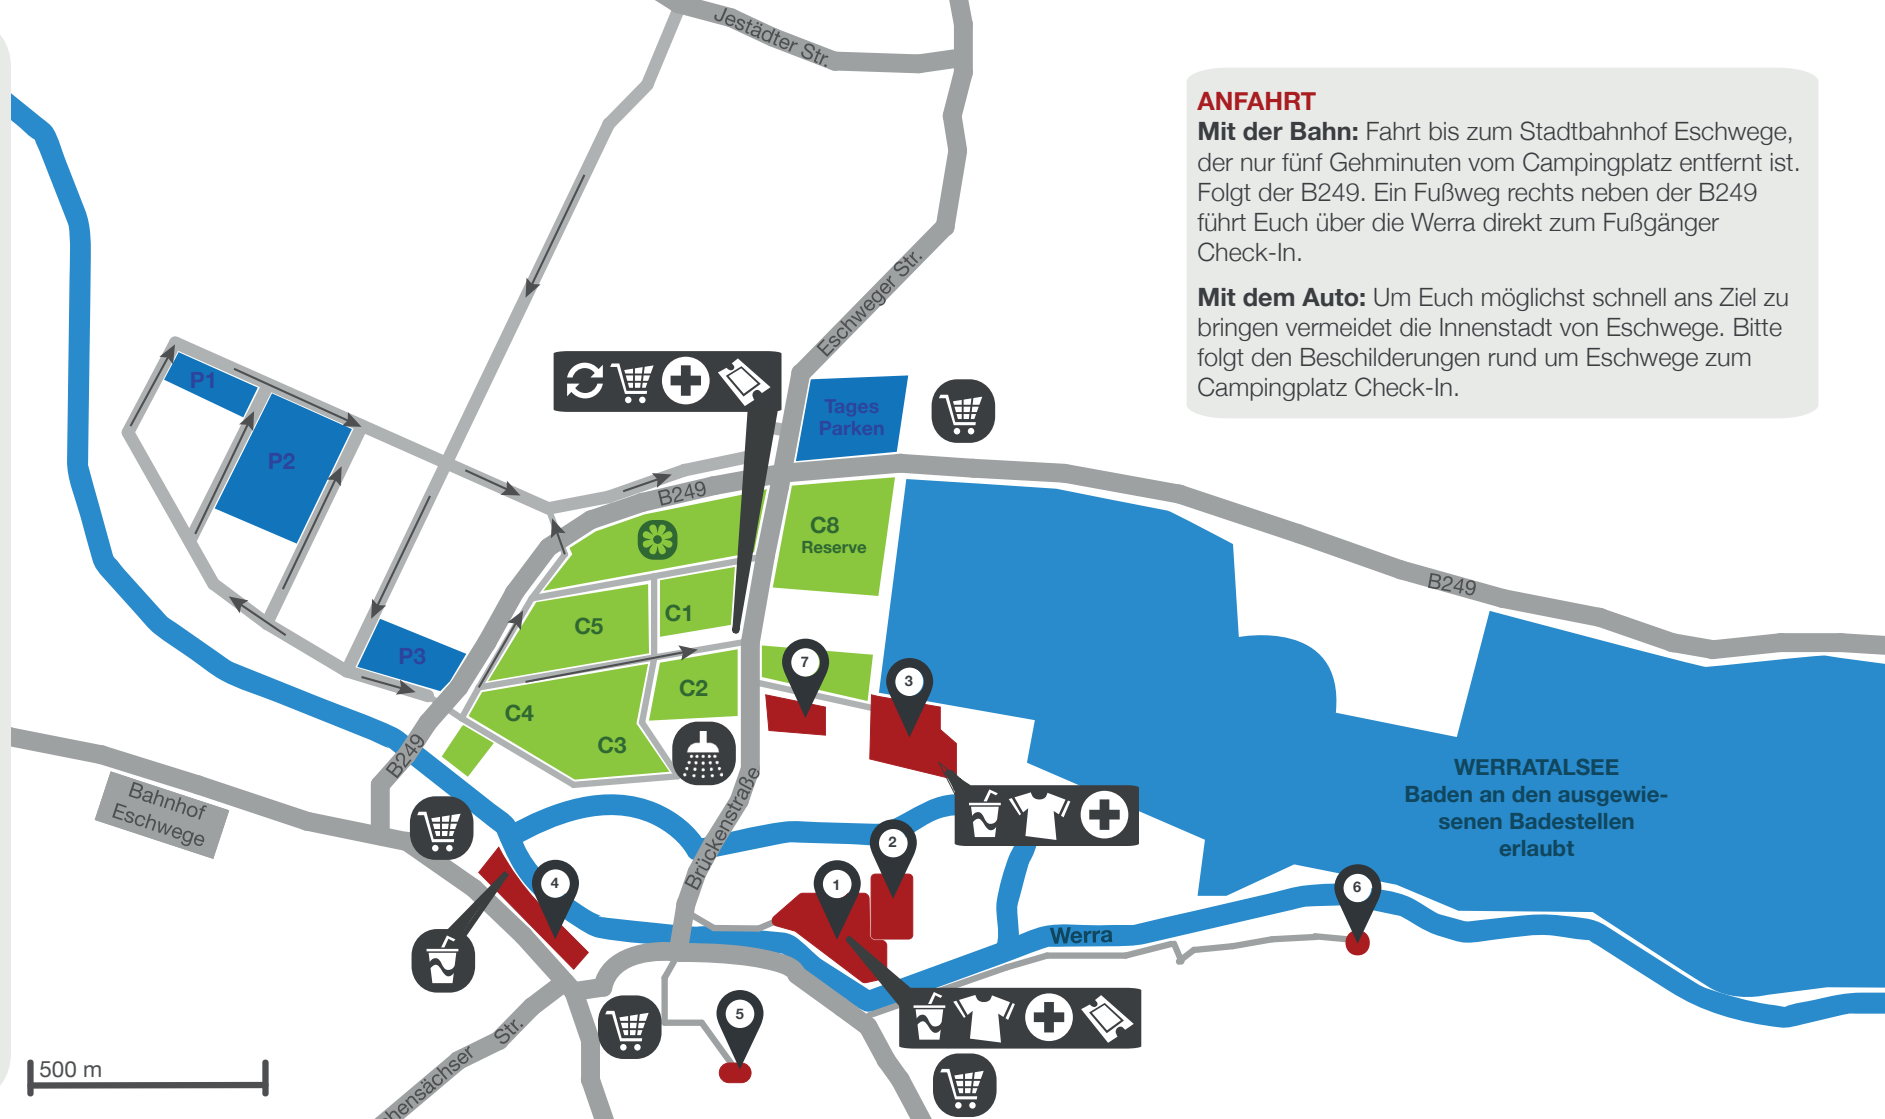 Jestädter Str.
ANFAHRT
Mit der Bahn: Fahrt bis zum Stadtbahnhof Eschwege,
der nur fünf Gehminuten vom Campingplatz entfernt ist.
Folgt der B249. Ein Fußweg rechts neben der B249
führt Euch über die Werra direkt zum Fußgänger
Check-In.
Mit dem Auto: Um Euch möglichst schnell ans Ziel zu
bringen vermeidet die Innenstadt von Eschwege. Bitte
folgt den Beschilderungen rund um Eschwege zum
Campingplatz Check-In.
Eschweger Str.
P1
P2
P3
Tages
Parken
B249
C8
Reserve
C1
C5
C2
C4
C3
B249
7
3
B249
WERRATALSEE
Baden an den ausgewie-
senen Badestellen
erlaubt
Bahnhof
Eschwege
Brückenstraße
2
1
4
6
Werra
5
Str.
hensächser
500 m